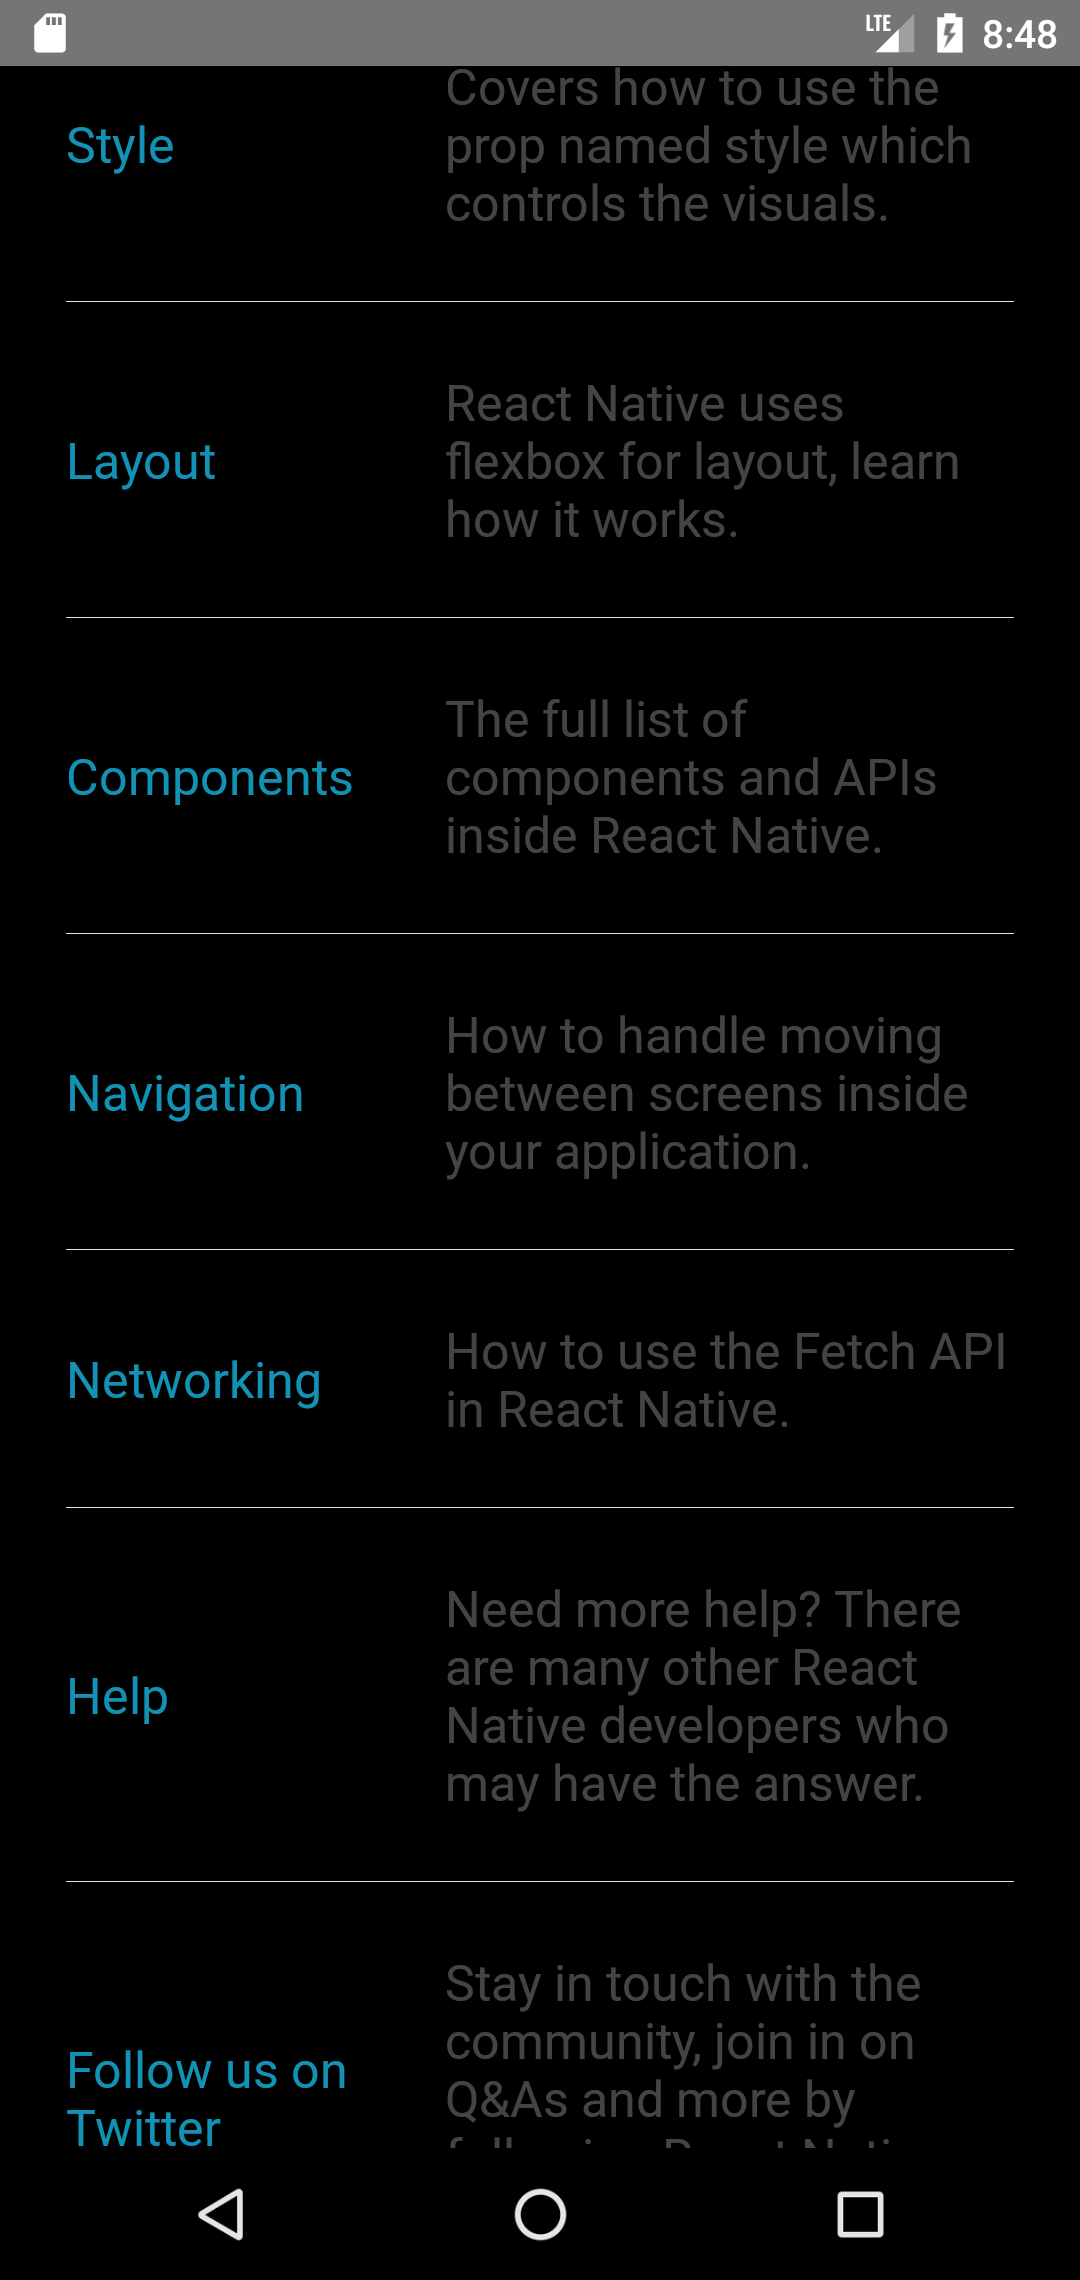 LTE 8:48
Style
Covers how to use the
prop named style which
controls the visuals.
Layout
React Native uses
flexbox for layout, learn
how it works.
Components
The full list of
components and APIs
inside React Native.
Navigation
How to handle moving
between screens inside
your application.
Networking
How to use the Fetch API
in React Native.
Help
Need more help? There
are many other React
Native developers who
may have the answer.
Follow us on
Twitter
Stay in touch with the
community, join in on
Q&As and more by